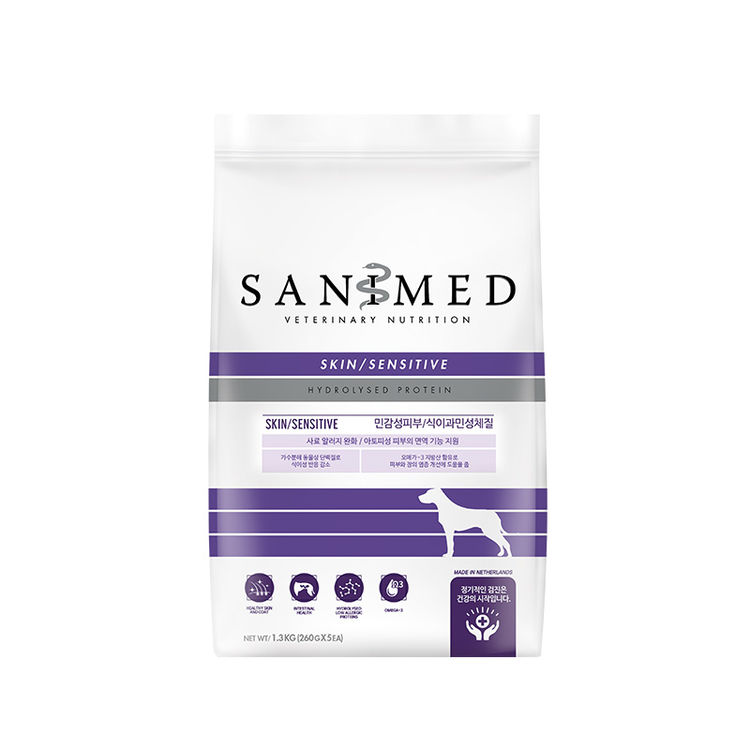 SANIMED
VETERINARY NUTRITION
SKIN/SENSITIVE
HYDROLYSED PROTEIN
SKIN/SENSITIVE 민감성피부/식이과민성체질
사료 알러지 완화 / 아토피성 피부의 면역 기능 지원
가수분해 동물성 단백질로
식이성 반응 감소
오메가-3 지방산 함유로
피부와 장의 염증 개선에 도움을 줌
MADE IN NETHERLANDS
정기적인 검진은
건강의 시작입니다.
HEALTHY SKIN
AND COAT
INTESTINAL
HEALTH
HYDROLYSED
LOW ALLERGIC
PROTEINS
Ω3
OMEGA-3
NET WT/ 1.3KG (260GX5EA)